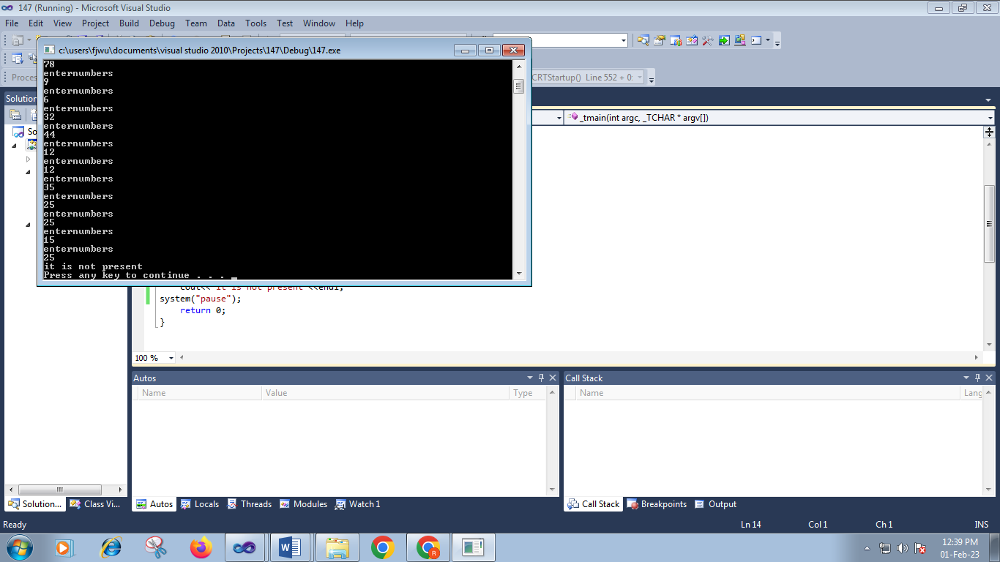 147 (Running) - Microsoft Visual Studio
File Edit View Project Build Debug Team Data Tools Test Window Help
c:\users\fjwu\documents\visual studio 2010\Projects\147\Debug\147.exe
Proces
CRTStartup() Line 552 + 0:
Solution
_tmain(int argc, _TCHAR * argv[])
So
78
enternumbers
9
enternumbers
6
enternumbers
32
enternumbers
44
enternumbers
12
enternumbers
12
enternumbers
35
enternumbers
25
enternumbers
25
enternumbers
15
enternumbers
25
it is not present
Press any key to continue . . .
cout<<"it is not present"<<endl;
system("pause");
return 0;
}
100 %
Autos
Name Value Type
Call Stack
Name Lang
Solution... Class Vi...
Autos Locals Threads Modules Watch 1
Call Stack Breakpoints Output
Ready Ln 14 Col 1 Ch 1 INS
12:39 PM
01-Feb-23